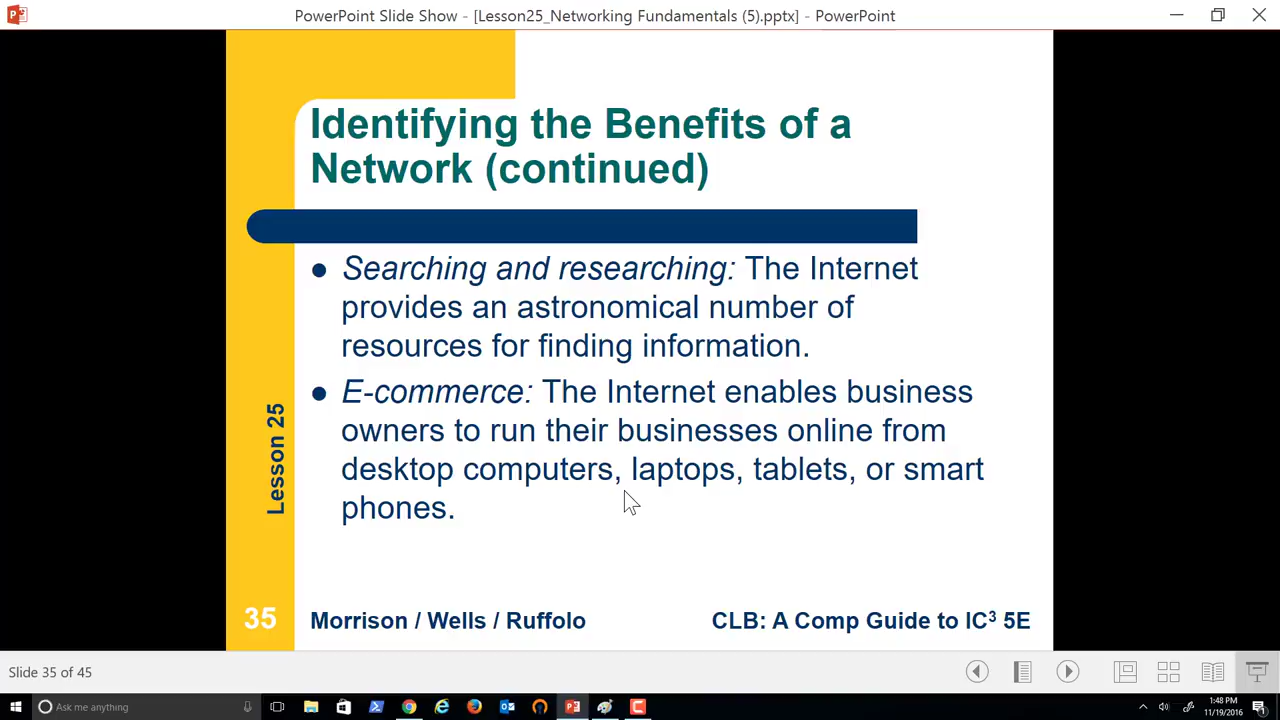 PowerPoint Slide Show - [Lesson25_Networking Fundamentals (5).pptx] - PowerPoint
Identifying the Benefits of a
Network (continued)
Searching and researching: The Internet
provides an astronomical number of
resources for finding information.
E-commerce: The Internet enables business
owners to run their businesses online from
desktop computers, laptops, tablets, or smart
phones.
Lesson 25
35
Morrison / Wells / Ruffolo
CLB: A Comp Guide to IC³ 5E
Slide 35 of 45
Ask me anything
1:48 PM
11/19/2016